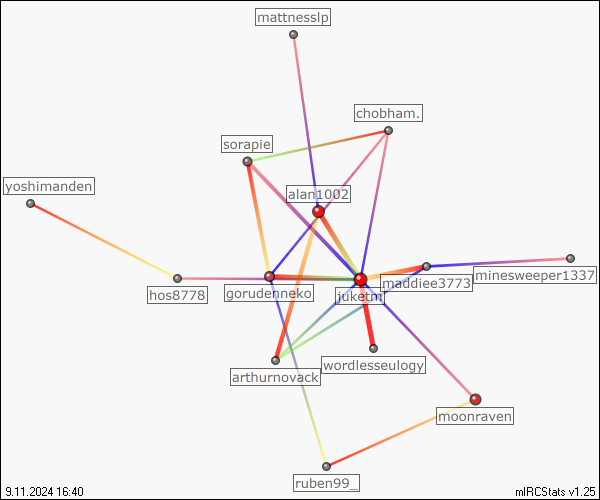 mattnesslp
chobham.
sorapie
yoshimanden
alan1002
maddiee3773
minesweeper1337
hos8778
gorudenneko
juketm
wordlesseulogy
arthurnovack
moonraven
ruben99_
9.11.2024 16:40
mIRCStats v1.25